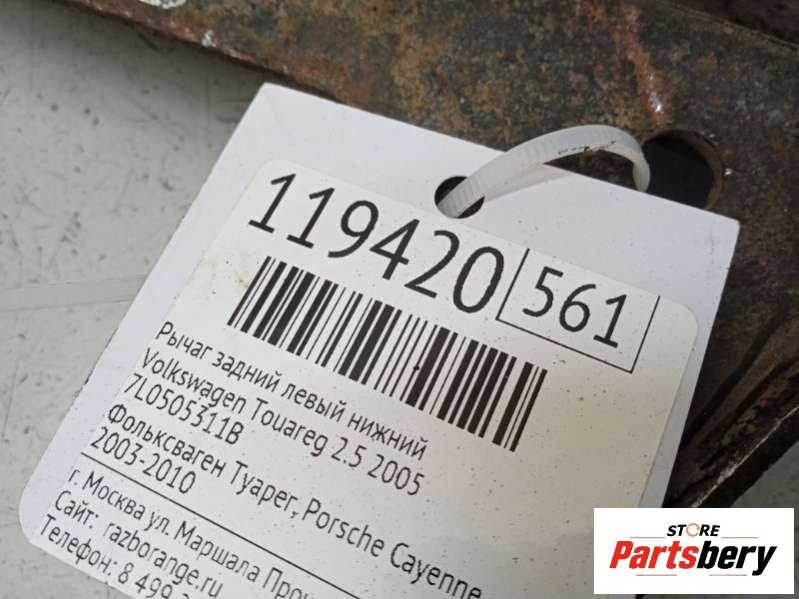 119420 561
Рычаг задний левый нижний
Volkswagen Touareg 2.5 2005
7L0505311B
Фольксваген Туарег, Porsche Cayenne
2003-2010
г. Москва ул. Маршала
Сайт: razborange.ru
Телефон: 8 499
STORE
Partsbery